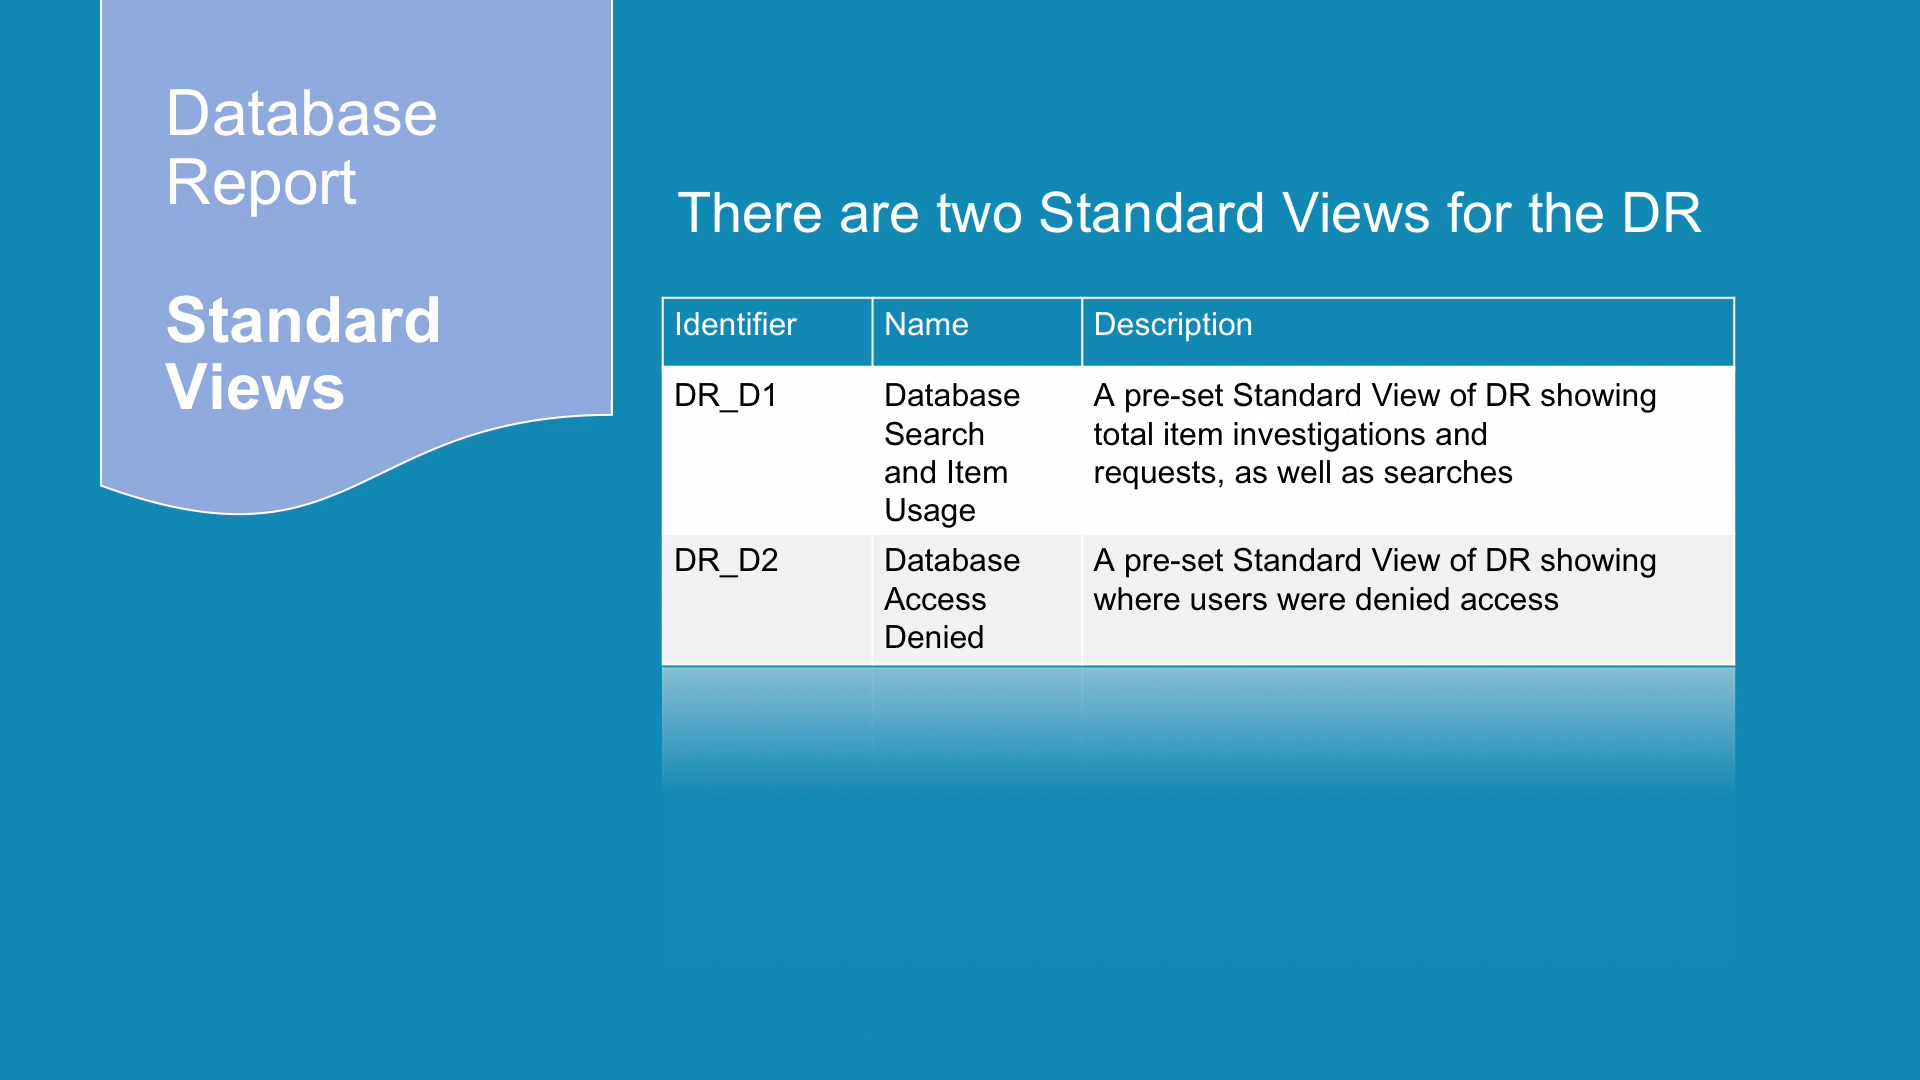 Database
Report
Standard
Views
There are two Standard Views for the DR
Identifier
Name
Description
DR_D1
Database
Search
and Item
Usage
A pre-set Standard View of DR showing
total item investigations and
requests, as well as searches
DR_D2
Database
Access
Denied
A pre-set Standard View of DR showing
where users were denied access